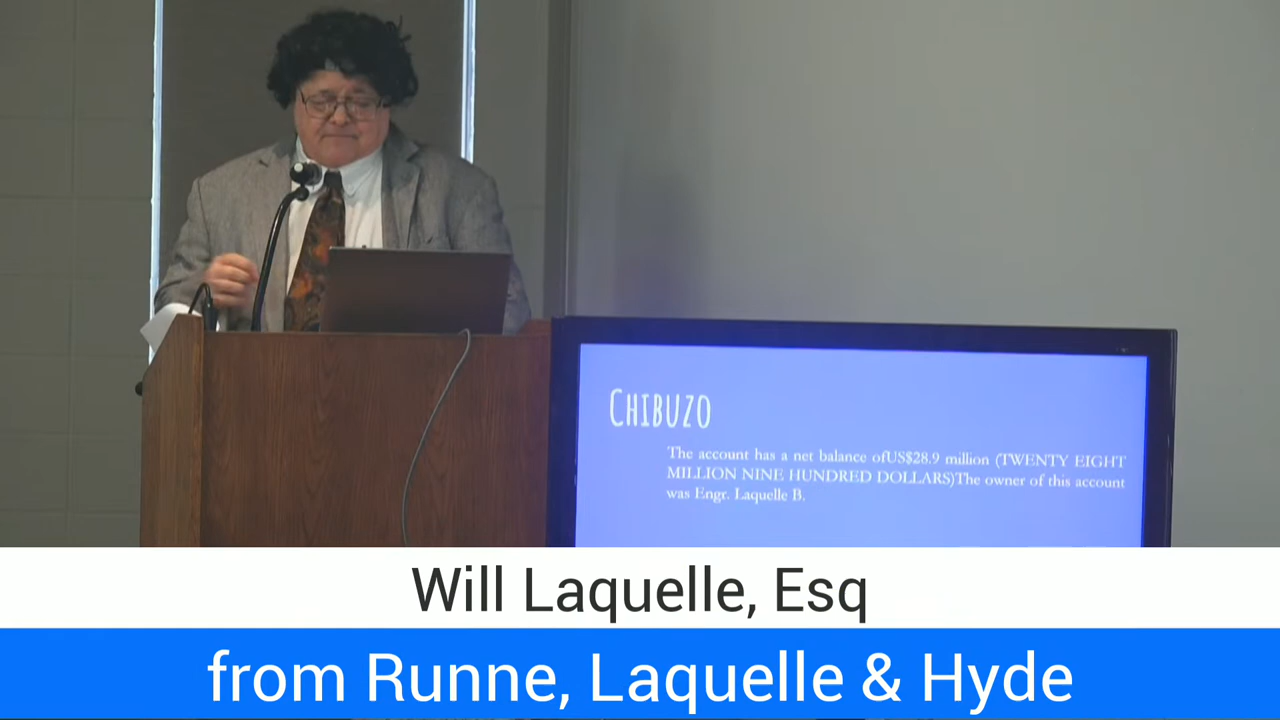 CHIBUZO
The account has a net balance ofUS$28.9 million (TWENTY EIGHT
MILLION NINE HUNDRED DOLLARS)The owner of this account
was Engr. Laquelle B.
Will Laquelle, Esq
from Runne, Laquelle & Hyde